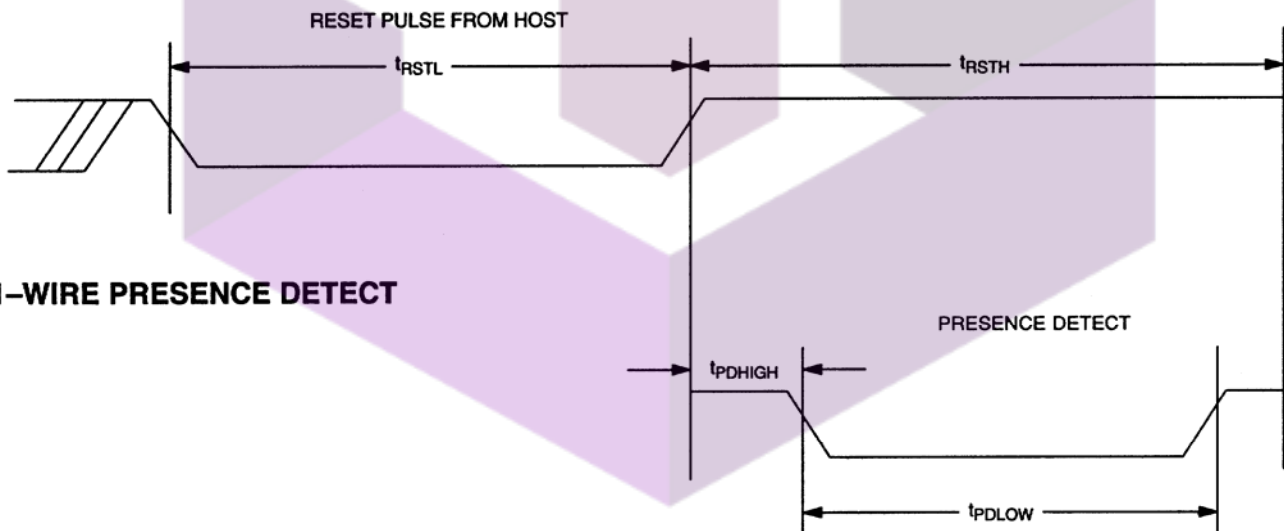 RESET PULSE FROM HOST
tRSTL
tRSTH
–WIRE PRESENCE DETECT
PRESENCE DETECT
tPDHIGH
tPDLOW